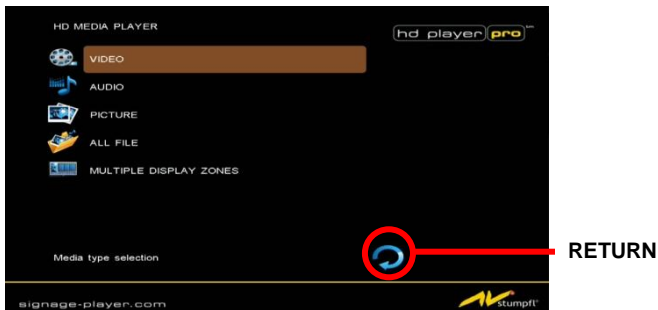 HD MEDIA PLAYER
hd player pro
VIDEO
AUDIO
PICTURE
ALL FILE
MULTIPLE DISPLAY ZONES
Media type selection
RETURN
signage-player.com
AV stumpfl